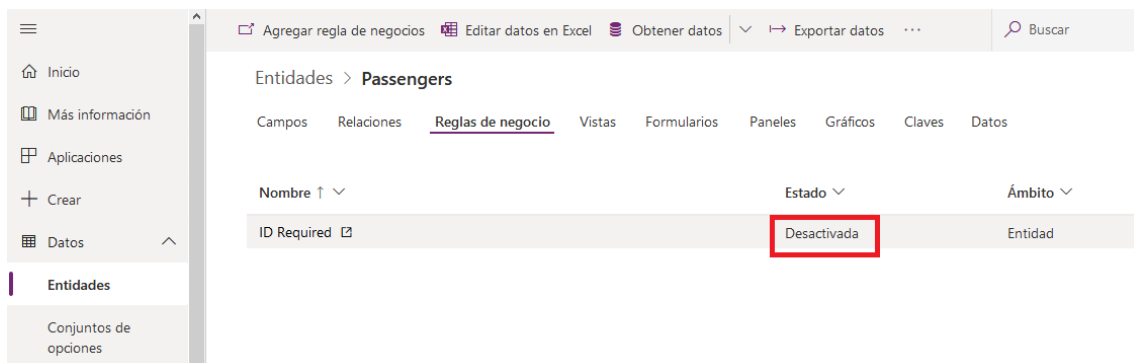 Agregar regla de negocios Editar datos en Excel Obtener datos Exportar datos ... Buscar
Inicio
Más información
Aplicaciones
Crear
Datos
Entidades
Conjuntos de
opciones
Entidades > Passengers
Campos Relaciones Reglas de negocio Vistas Formularios Paneles Gráficos Claves Datos
Nombre ↑ Estado Ámbito
ID Required Desactivada Entidad